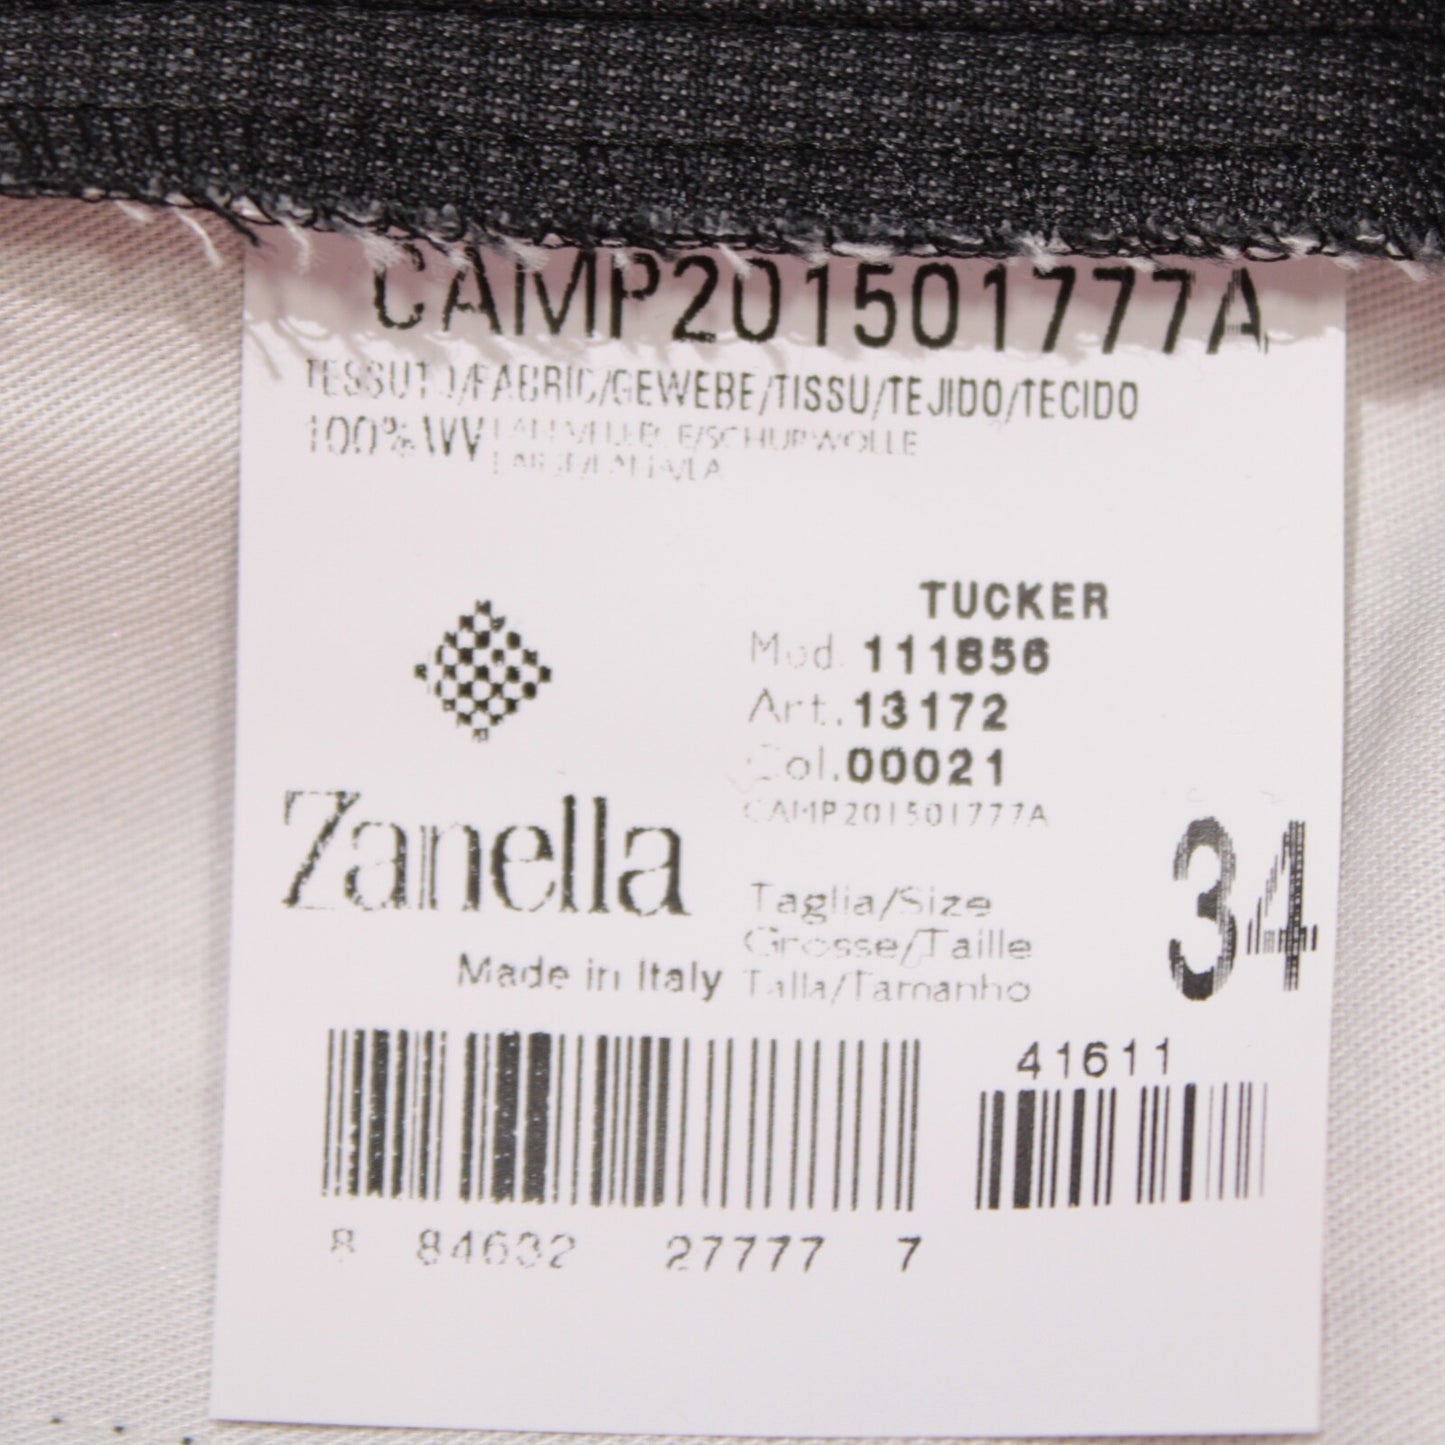 CAMP201501777A
TESSUTO/FABRIC/GEWEBE/TISSU/TEJIDO/TECIDO
100% WV
SCHURWOLLE
TUCKER
Mod. 111856
Art. 13172
Col. 00021
CAMP201501777A
Zanella
Made in Italy
Taglia/Size
Grosse/Taille
Talla/Tamanho
34
41611
8 84632 27777 7